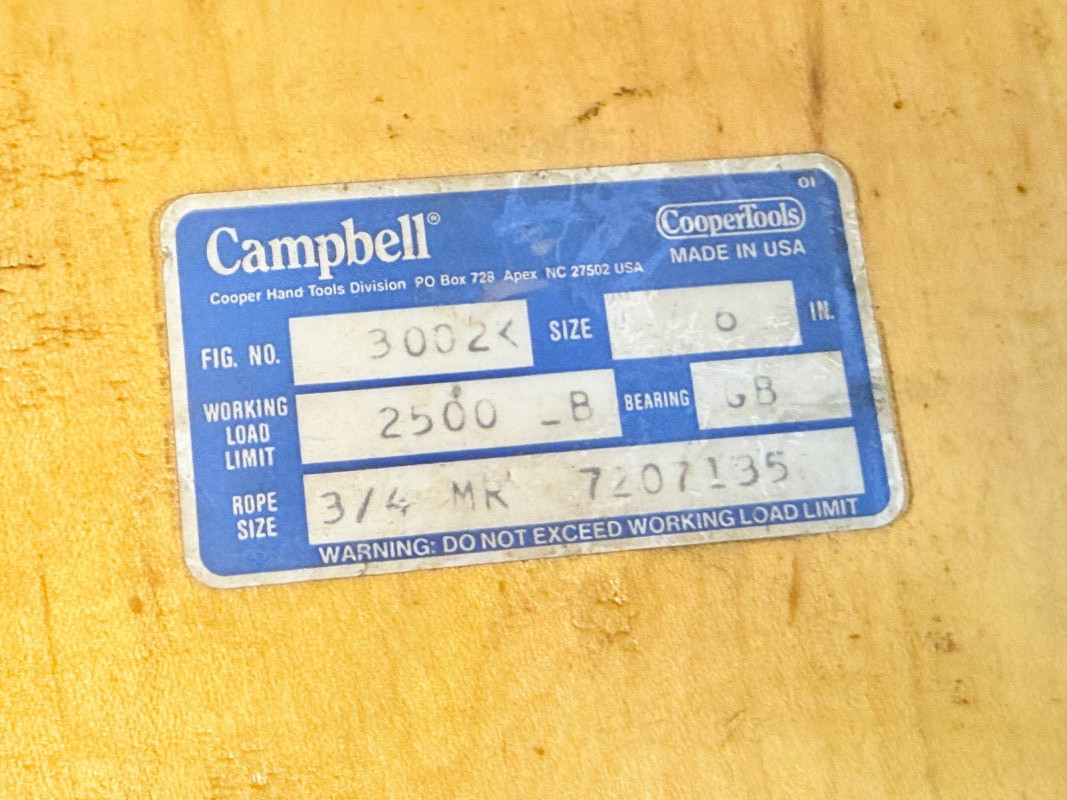 01
Campbell® CooperTools
MADE IN USA
Cooper Hand Tools Division PO Box 728 Apex NC 27502 USA
FIG. NO. SIZE 6 IN.
WORKING LOAD LIMIT 2500 BEARING
ROPE SIZE 3/4 MR 7207135
WARNING: DO NOT EXCEED WORKING LOAD LIMIT